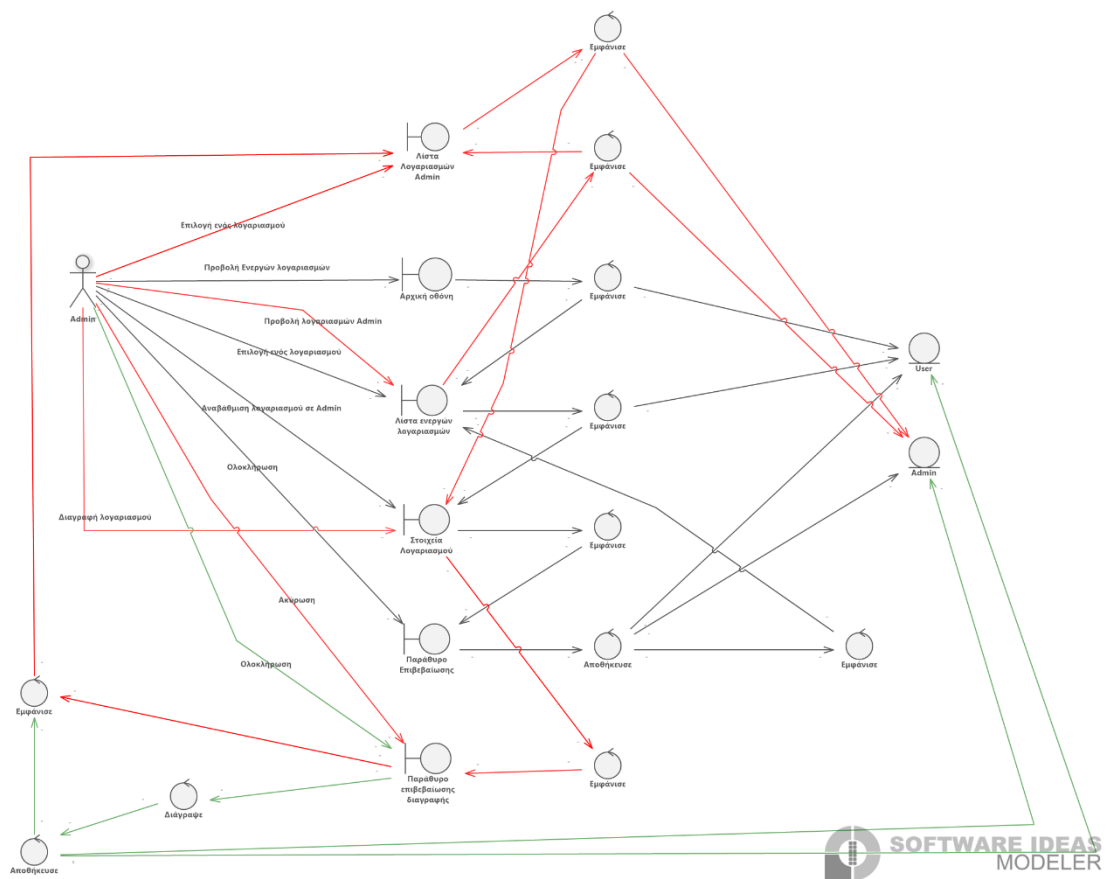 Εμφάνισε
Λίστα
Λογαριασμών
Admin
Εμφάνισε
Επιλογή ενός λογαριασμού
Προβολή Ενεργών λογαριασμών
Αρχική οθόνη
Εμφάνισε
Admin
Προβολή λογαριασμών Admin
Επιλογή ενός λογαριασμού
User
Λίστα ενεργών
λογαριασμών
Εμφάνισε
Αναβάθμιση λογαριασμού σε Admin
Ολοκλήρωση
Admin
Διαγραφή λογαριασμού
Στοιχεία
Λογαριασμού
Εμφάνισε
Ακύρωση
Παράθυρο
Επιβεβαίωσης
Αποθήκευσε
Εμφάνισε
Ολοκλήρωση
Εμφάνισε
Παράθυρο
επιβεβαίωσης
διαγραφής
Εμφάνισε
Διάγραψε
Αποθήκευσε
SOFTWARE IDEAS
MODELER